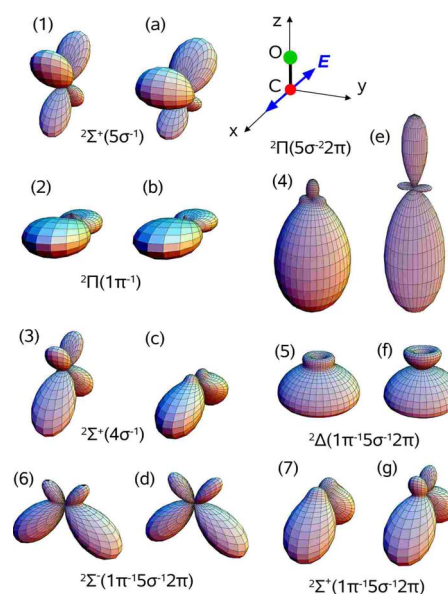 (1) (a) z
O E
C
x y
²Σ⁺(5σ⁻¹)
²Π(5σ⁻²2π) (e)
(2) (b) (4)
²Π(1π⁻¹)
(3) (c) (5) (f)
²Σ⁺(4σ⁻¹) ²Δ(1π⁻¹5σ⁻¹2π)
(6) (d) (7) (g)
²Σ⁻(1π⁻¹5σ⁻¹2π) ²Σ⁺(1π⁻¹5σ⁻¹2π)